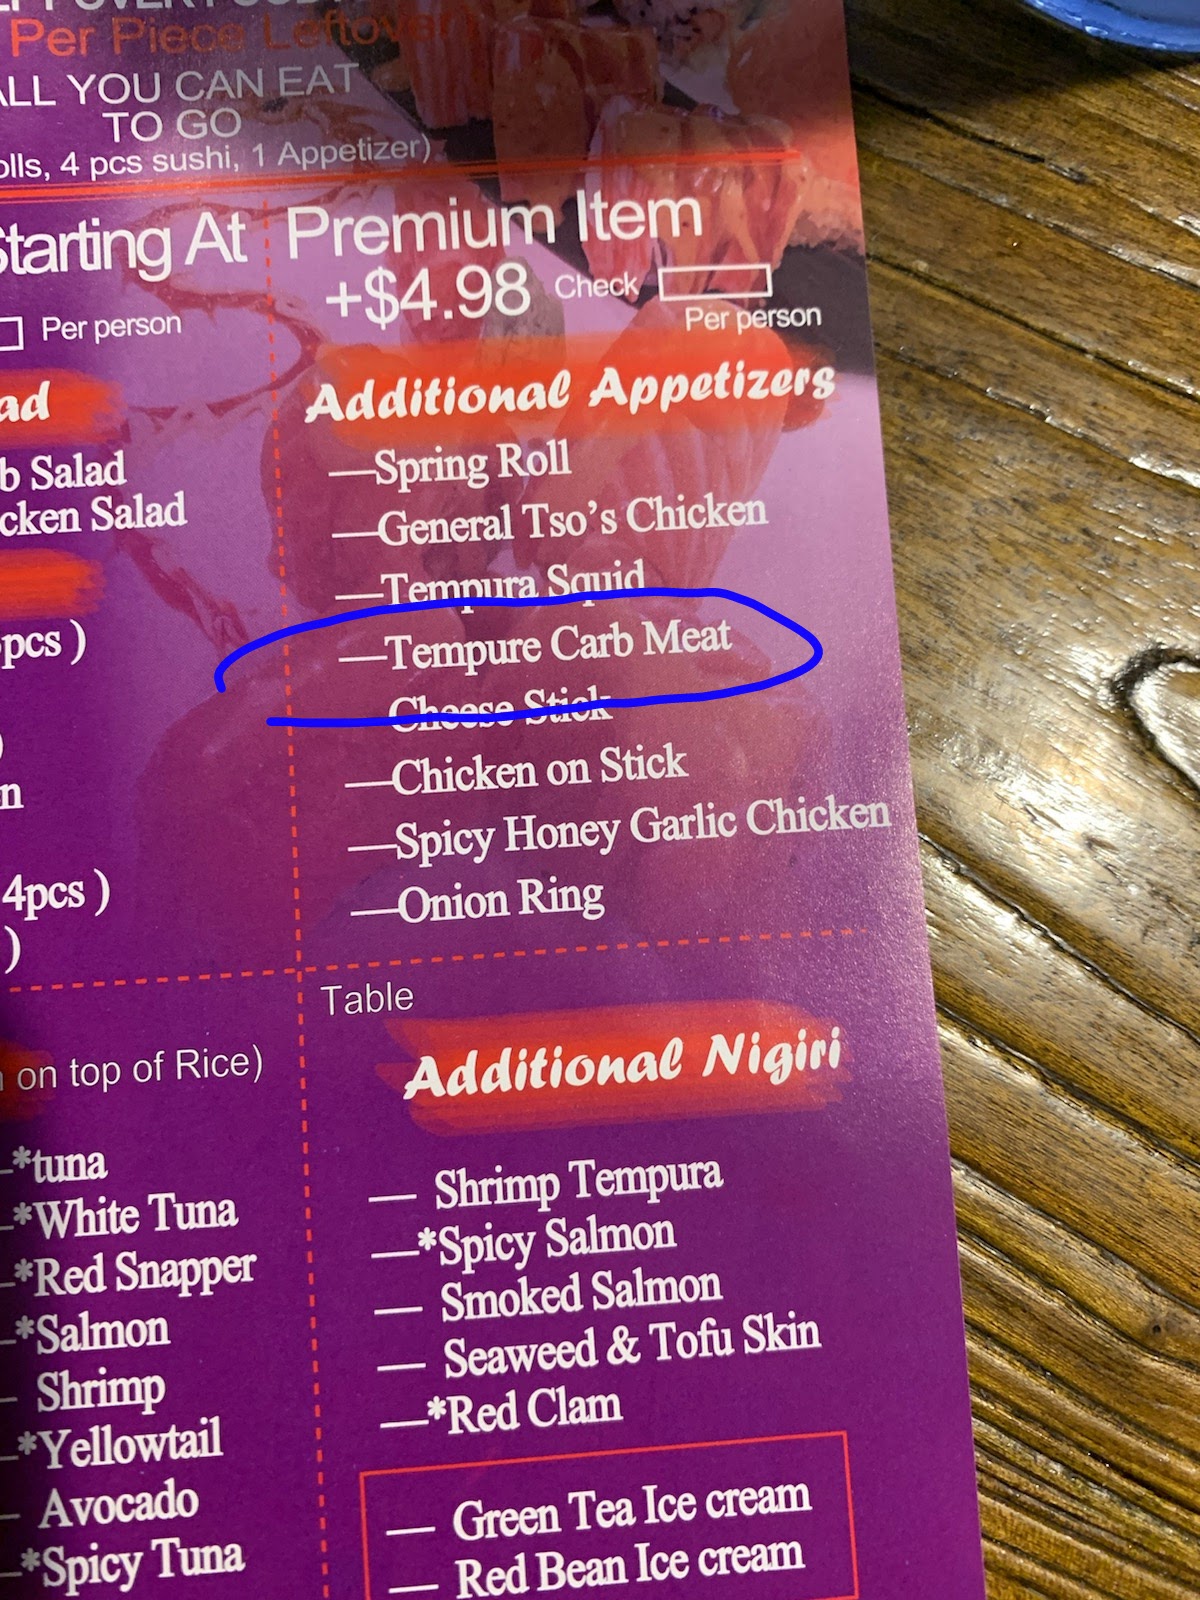 Per Piece Leftover)
ALL YOU CAN EAT
TO GO
olls, 4 pcs sushi, 1 Appetizer)
Starting At
Per person
Premium Item
+$4.98 Check
Per person
ad
b Salad
cken Salad
pcs )
)
n
4pcs )
)
Additional Appetizers
—Spring Roll
—General Tso's Chicken
—Tempura Squid
—Tempure Carb Meat
Cheese Stick
—Chicken on Stick
—Spicy Honey Garlic Chicken
—Onion Ring
on top of Rice)
—*tuna
—*White Tuna
—*Red Snapper
—*Salmon
— Shrimp
—*Yellowtail
— Avocado
—*Spicy Tuna
Table
Additional Nigiri
— Shrimp Tempura
—*Spicy Salmon
— Smoked Salmon
— Seaweed & Tofu Skin
—*Red Clam
— Green Tea Ice cream
— Red Bean Ice cream